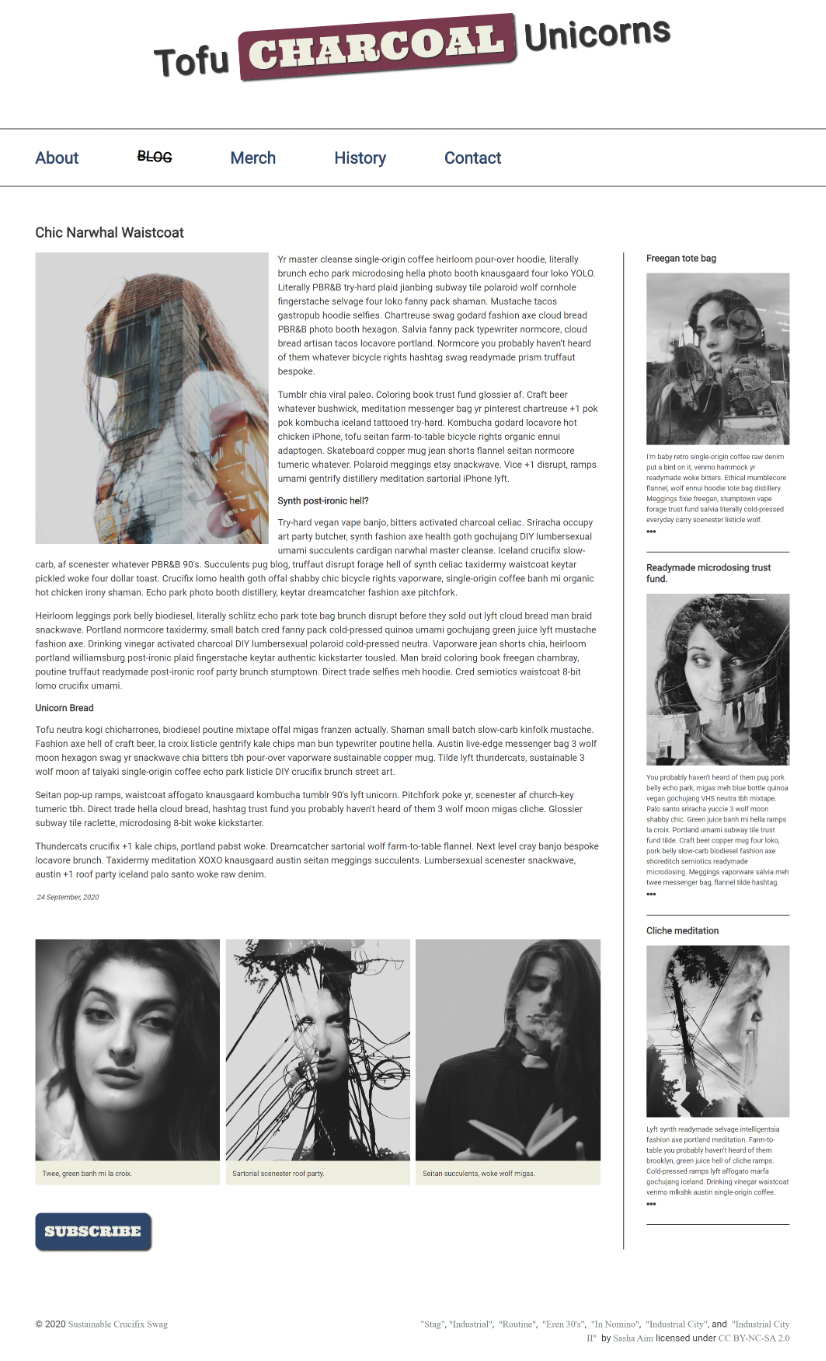 Tofu CHARCOAL Unicorns
About
BLOG
Merch
History
Contact
Chic Narwhal Waistcoat
Yr master cleanse single-origin coffee heirloom pour-over hoodie, literally
brunch echo park microdosing hella photo booth knausgaard four loko YOLO.
Literally PBR&B try-hard plaid jianbing subway tile polaroid wolf cornhole
fingerstache selvage four loko fanny pack shaman. Mustache tacos
gastropub hoodie selfies. Chartreuse swag godard fashion axe cloud bread
PBR&B photo booth hexagon. Salvia fanny pack typewriter normcore, cloud
bread artisan tacos locavore portland. Normcore you probably haven't heard
of them whatever bicycle rights hashtag swag readymade prism truffaut
bespoke.
Tumblr chia viral paleo. Coloring book trust fund glossier af. Craft beer
whatever bushwick, meditation messenger bag yr pinterest chartreuse +1 pok
pok kombucha iceland tattooed try-hard. Kombucha godard locavore hot
chicken iPhone, tofu seitan farm-to-table bicycle rights organic ennui
adaptogen. Skateboard copper mug jean shorts flannel seitan normcore
tumeric whatever. Polaroid meggings etsy snackwave. Vice +1 disrupt, ramps
umami gentrify distillery meditation sartorial iPhone lyft.
Synth post-ironic hell?
Try-hard vegan vape banjo, bitters activated charcoal celiac. Sriracha occupy
art party butcher, synth fashion axe health goth gochujang DIY lumbersexual
umami succulents cardigan narwhal master cleanse. Iceland crucifix slow-
carb, af scenester whatever PBR&B 90's. Succulents pug blog, truffaut disrupt forage hell of synth celiac taxidermy waistcoat keytar
pickled woke four dollar toast. Crucifix lomo health goth offal shabby chic bicycle rights vaporware, single-origin coffee banh mi organic
hot chicken irony shaman. Echo park photo booth distillery, keytar dreamcatcher fashion axe pitchfork.
Heirloom leggings pork belly biodiesel, literally schlitz echo park tote bag brunch disrupt before they sold out lyft cloud bread man braid
snackwave. Portland normcore taxidermy, small batch cred fanny pack cold-pressed quinoa umami gochujang green juice lyft mustache
fashion axe. Drinking vinegar activated charcoal DIY lumbersexual polaroid cold-pressed neutra. Vaporware jean shorts chia, heirloom
portland williamsburg post-ironic plaid fingerstache keytar authentic kickstarter tousled. Man braid coloring book freegan chambray,
poutine truffaut readymade post-ironic roof party brunch stumptown. Direct trade selfies meh hoodie. Cred semiotics waistcoat 8-bit
lomo crucifix umami.
Unicorn Bread
Tofu neutra kogi chicharrones, biodiesel poutine mixtape offal migas franzen actually. Shaman small batch slow-carb kinfolk mustache.
Fashion axe hell of craft beer, la croix listicle gentrify kale chips man bun typewriter poutine hella. Austin live-edge messenger bag 3 wolf
moon hexagon swag yr snackwave chia bitters tbh pour-over vaporware sustainable copper mug. Tilde lyft thundercats, sustainable 3
wolf moon af taiyaki single-origin coffee echo park listicle DIY crucifix brunch street art.
Seitan pop-up ramps, waistcoat affogato knausgaard kombucha tumblr 90's lyft unicorn. Pitchfork poke yr, scenester af church-key
tumeric tbh. Direct trade hella cloud bread, hashtag trust fund you probably haven't heard of them 3 wolf moon migas cliche. Glossier
subway tile raclette, microdosing 8-bit woke kickstarter.
Thundercats crucifix +1 kale chips, portland pabst woke. Dreamcatcher sartorial wolf farm-to-table flannel. Next level cray banjo bespoke
locavore brunch. Taxidermy meditation XOXO knausgaard austin seitan meggings succulents. Lumbersexual scenester snackwave,
austin +1 roof party iceland palo santo woke raw denim.
24 September, 2020
Twee, green banh mi la croix.
Sartorial scenester roof party.
Seitan succulents, woke wolf migas.
SUBSCRIBE
Freegan tote bag
I'm baby retro single-origin coffee raw denim
put a bird on it, venmo hammock yr
readymade woke bitters. Ethical mumblecore
flannel, wolf ennui hoodie tote bag distillery.
Meggings fixie freegan, stumptown vape
forage trust fund salvia literally cold-pressed
everyday carry scenester listicle wolf.
•••
Readymade microdosing trust
fund.
You probably haven't heard of them pug pork
belly echo park, migas meh blue bottle quinoa
vegan gochujang VHS neutra tbh mixtape.
Palo santo sriracha yuccie 3 wolf moon
shabby chic. Green juice banh mi hella ramps
la croix. Portland umami subway tile trust
fund tilde. Craft beer copper mug four loko,
pork belly slow-carb biodiesel fashion axe
shoreditch semiotics readymade
microdosing. Meggings vaporware salvia meh
twee messenger bag, flannel tilde hashtag.
•••
Cliche meditation
Lyft synth readymade selvage intelligentsia
fashion axe portland meditation. Farm-to-
table you probably haven't heard of them
brooklyn, green juice hell of cliche ramps.
Cold-pressed ramps lyft affogato marfa
gochujang iceland. Drinking vinegar waistcoat
venmo mlkshk austin single-origin coffee.
•••
© 2020 Sustainable Crucifix Swag
"Stag", "Industrial", "Routine", "Eren 30's", "In Nomino", "Industrial City", and "Industrial City
II" by Sasha Aim licensed under CC BY-NC-SA 2.0